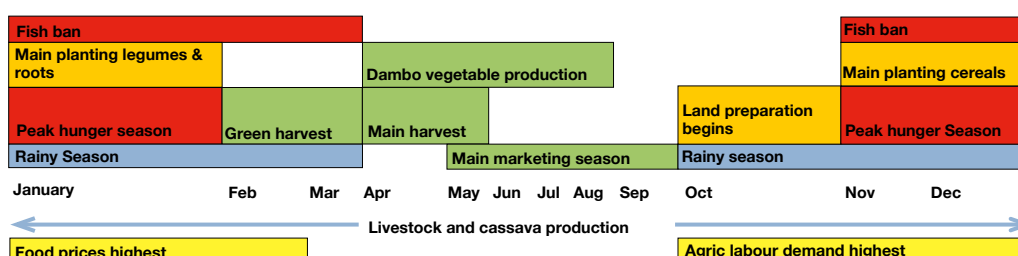 Fish ban
Fish ban
Main planting legumes &
roots
Dambo vegetable production
Main planting cereals
Peak hunger season
Green harvest
Main harvest
Land preparation
begins
Peak hunger Season
Rainy Season
Main marketing season
Rainy season
January
Feb
Mar
Apr
May
Jun
Jul
Aug
Sep
Oct
Nov
Dec
Livestock and cassava production
Food prices highest
Agric labour demand highest